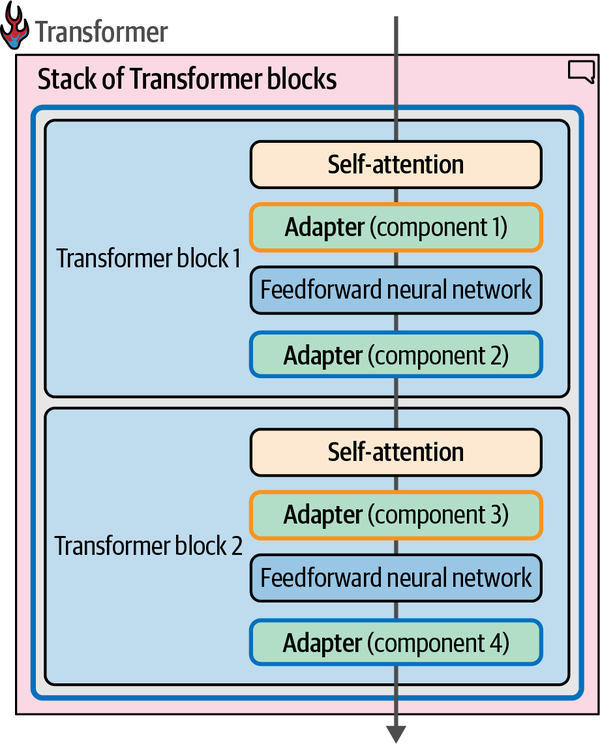 Transformer
Stack of Transformer blocks
Transformer block 1
Self-attention
Adapter (component 1)
Feedforward neural network
Adapter (component 2)
Transformer block 2
Self-attention
Adapter (component 3)
Feedforward neural network
Adapter (component 4)